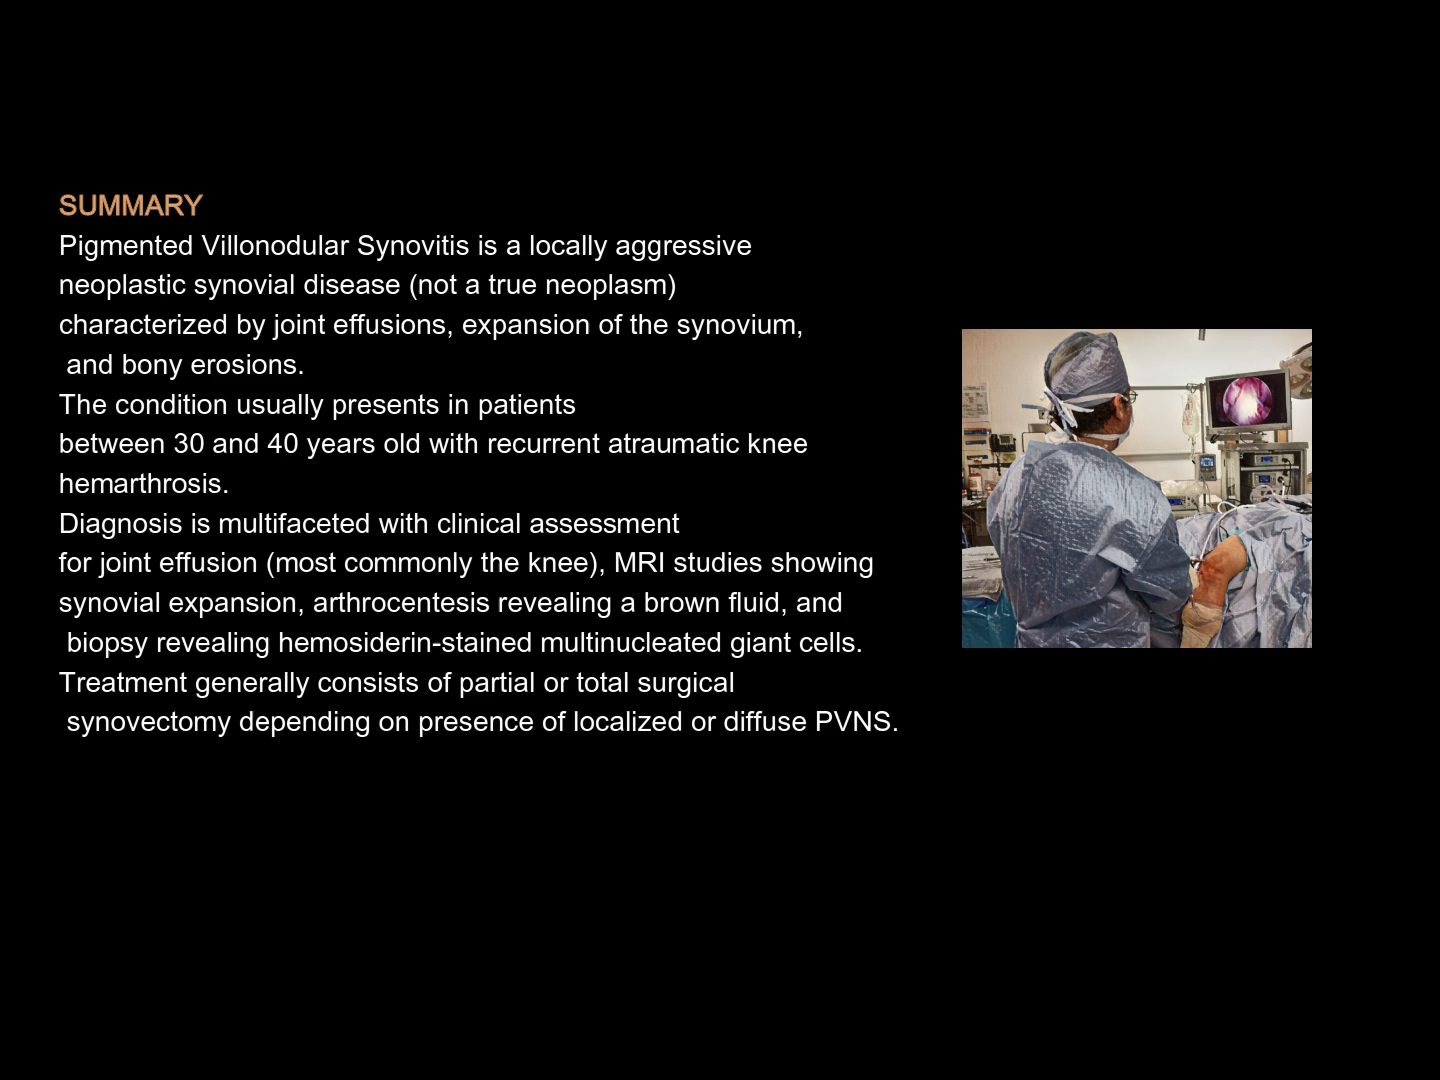 SUMMARY
Pigmented Villonodular Synovitis is a locally aggressive
neoplastic synovial disease (not a true neoplasm)
characterized by joint effusions, expansion of the synovium,
and bony erosions.
The condition usually presents in patients
between 30 and 40 years old with recurrent atraumatic knee
hemarthrosis.
Diagnosis is multifaceted with clinical assessment
for joint effusion (most commonly the knee), MRI studies showing
synovial expansion, arthrocentesis revealing a brown fluid, and
biopsy revealing hemosiderin-stained multinucleated giant cells.
Treatment generally consists of partial or total surgical
synovectomy depending on presence of localized or diffuse PVNS.